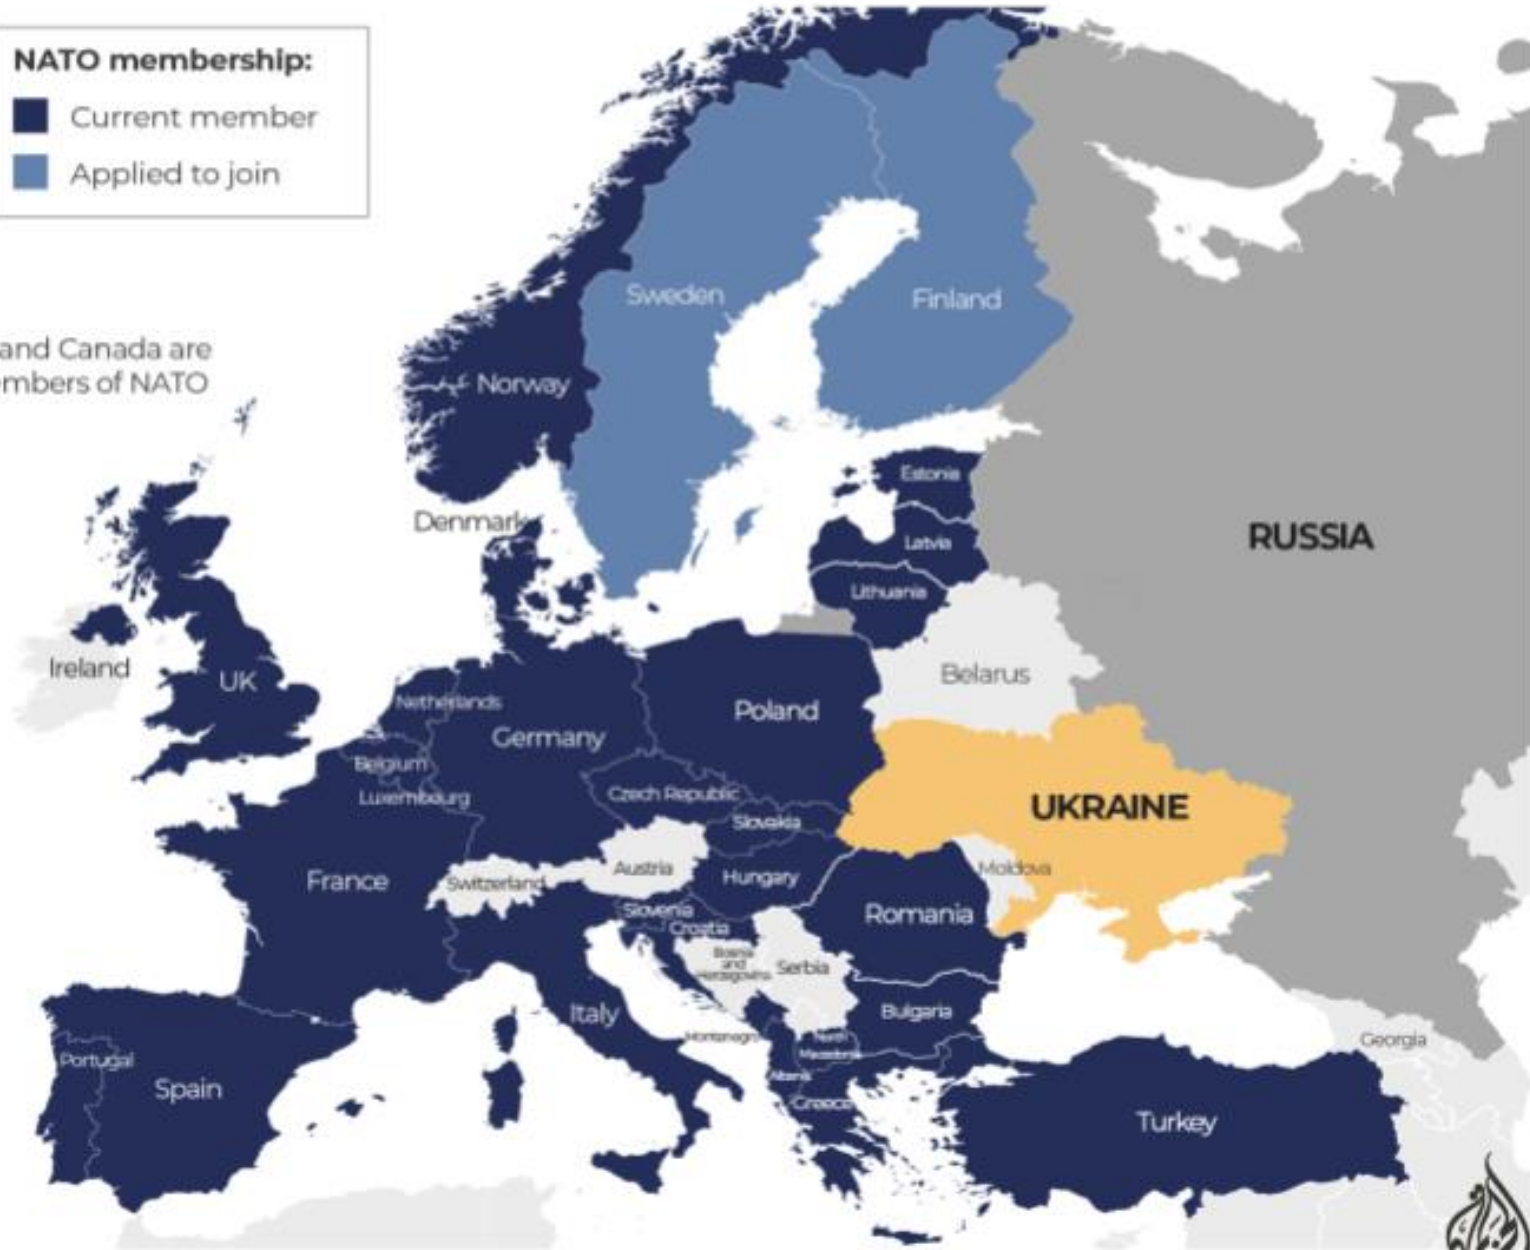 NATO membership:
Current member
Applied to join
and Canada are
mbers of NATO
Sweden
Finland
Norway
Estonia
Denmark
Latvia
RUSSIA
Lithuania
Ireland
UK
Belarus
Netherlands
Poland
Germany
Belgium
Czech Republic
Luxembourg
UKRAINE
Slovakia
Austria
Moldova
France
Switzerland
Hungary
Slovenia
Romania
Croatia
Bosnia
and
Herzegovina
Serbia
Italy
Bulgaria
Montenegro
North
Macedonia
Georgia
Portugal
Albania
Spain
Greece
Turkey